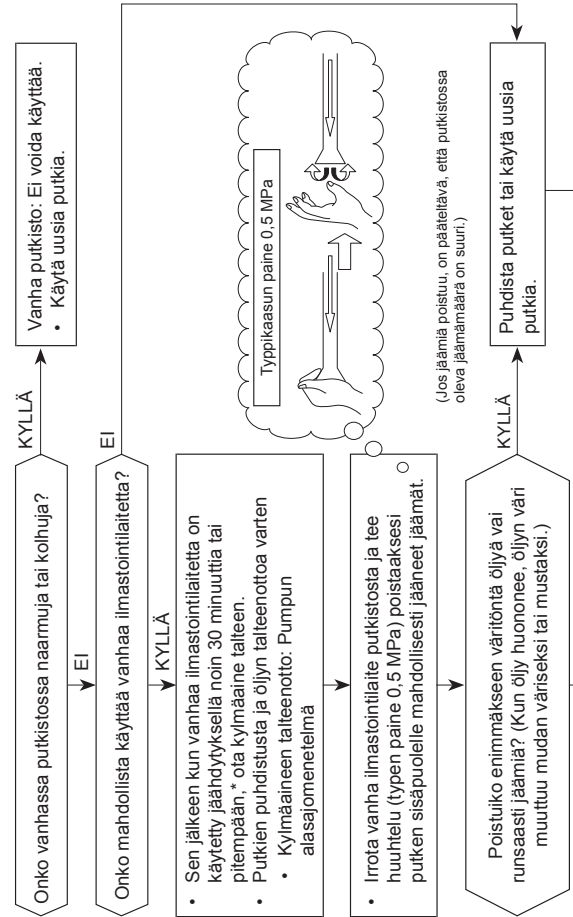 Onko vanhassa putkistossa naarmuja tai kolhuja?
KYLLÄ
Vanha putkisto: Ei voida käyttää.
• Käytä uusia putkia.
EI
Onko mahdollista käyttää vanhaa ilmastointilaitetta?
EI
KYLLÄ
• Sen jälkeen kun vanhaa ilmastointilaitetta on
käytetty jäähdytyksellä noin 30 minuuttia tai
pitempään,* ota kylmäaine talteen.
• Putkien puhdistusta ja öljyn talteenottoa varten
• Kylmäaineen talteenotto: Pumpun
alasajomenetelmä
Typpikaasun paine 0,5 MPa
• Irrota vanha ilmastointilaite putkistosta ja tee
huuhtelu (typen paine 0,5 MPa) poistaaksesi
putken sisäpuolelle mahdollisesti jääneet jäämät.
(Jos jäämiä poistuu, on pääteltävä, että putkistossa
oleva jäämämäärä on suuri.)
Poistuiko enimmäkseen väritöntä öljyä vai
runsaasti jäämiä? (Kun öljy huononee, öljyn väri
muuttuu mudan väriseksi tai mustaksi.)
KYLLÄ
Puhdista putket tai käytä uusia
putkia.